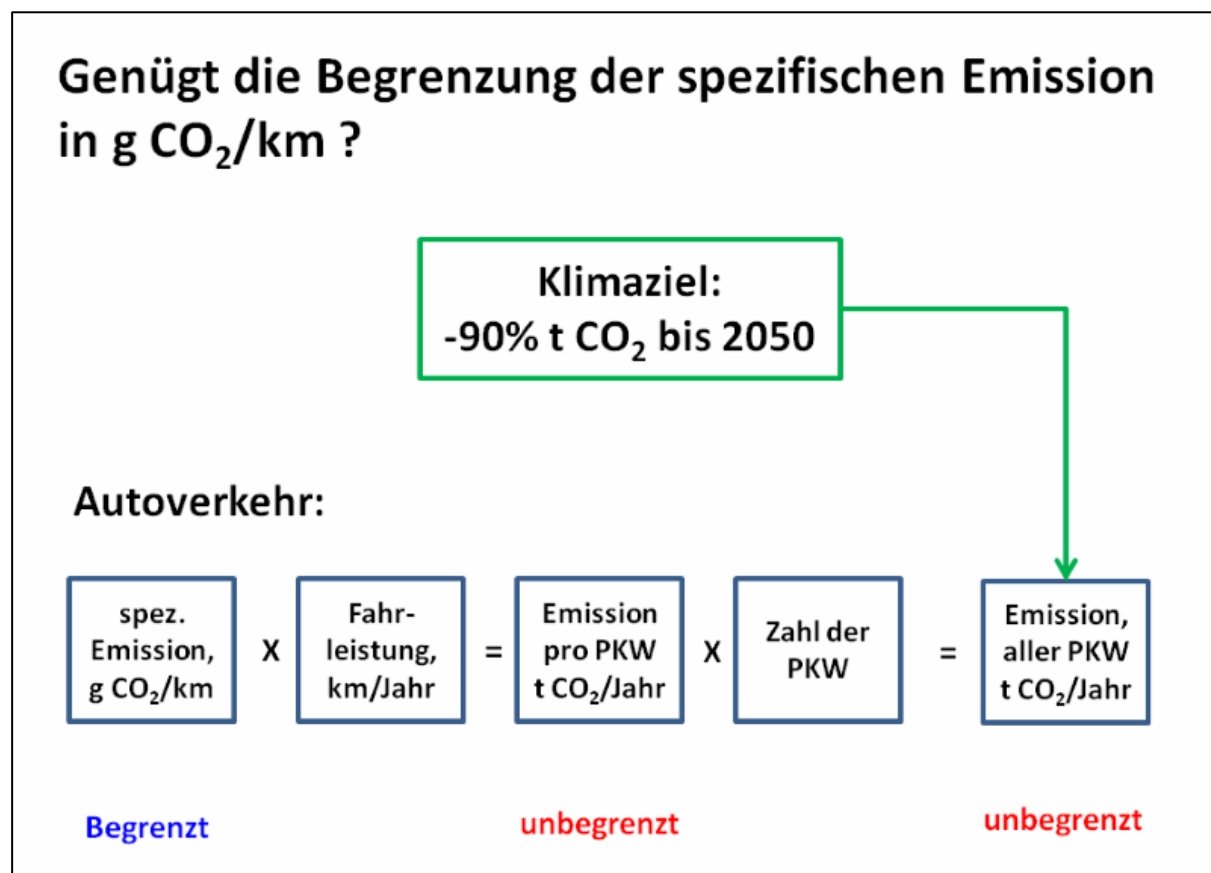 Genügt die Begrenzung der spezifischen Emission
in g CO₂/km ?
Klimaziel:
-90% t CO₂ bis 2050
Autoverkehr:
spez.
Emission,
g CO₂/km
X
Fahr-
leistung,
km/Jahr
=
Emission
pro PKW
t CO₂/Jahr
X
Zahl der
PKW
=
Emission,
aller PKW
t CO₂/Jahr
Begrenzt
unbegrenzt
unbegrenzt